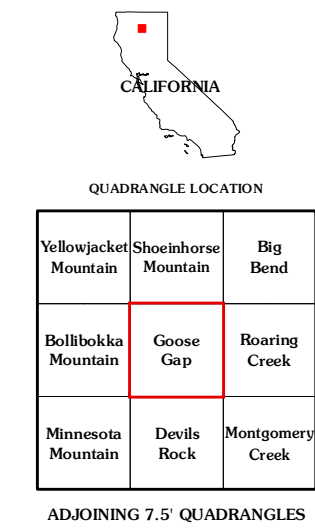 CALIFORNIA
QUADRANGLE LOCATION
Yellowjacket Shoeinhorse Big
Mountain Mountain Bend
Bollibokka Goose Roaring
Mountain Gap Creek
Minnesota Devils Montgomery
Mountain Rock Creek
ADJOINING 7.5' QUADRANGLES